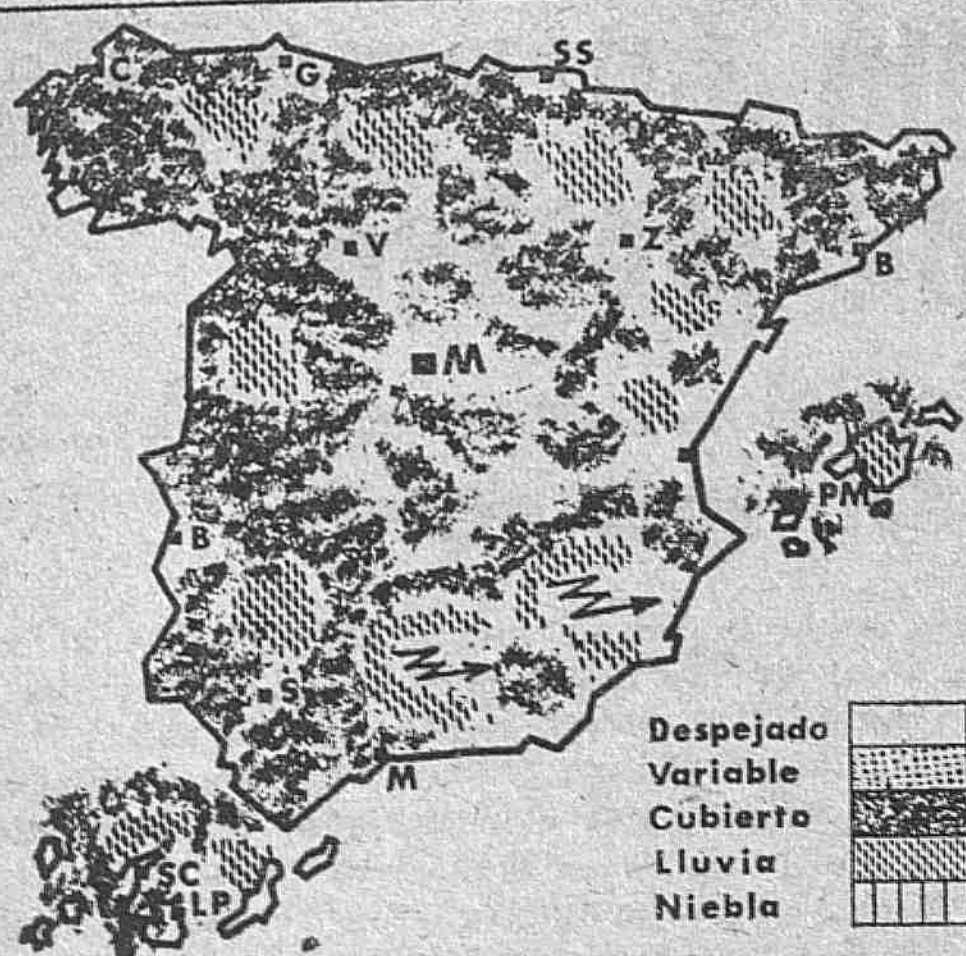 SS
C
G
V
Z
B
M
PM
B
S
M
SC
LP
Despejado
Variable
Cubierto
Lluvia
Niebla